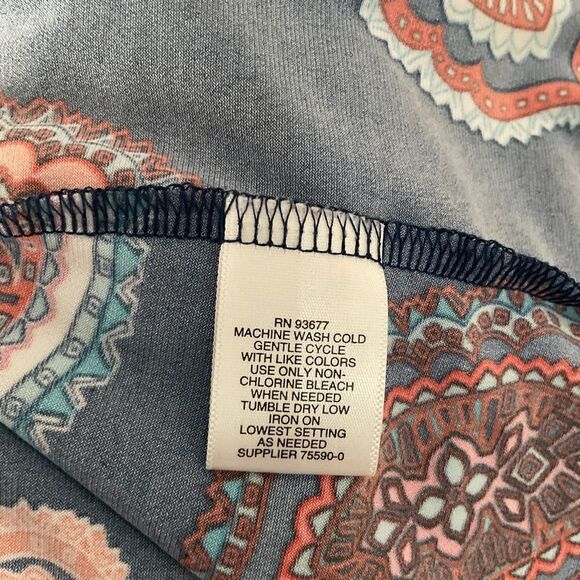 RN 93677
MACHINE WASH COLD
GENTLE CYCLE
WITH LIKE COLORS
USE ONLY NON-
CHLORINE BLEACH
WHEN NEEDED
TUMBLE DRY LOW
IRON ON
LOWEST SETTING
AS NEEDED
SUPPLIER 75590-0